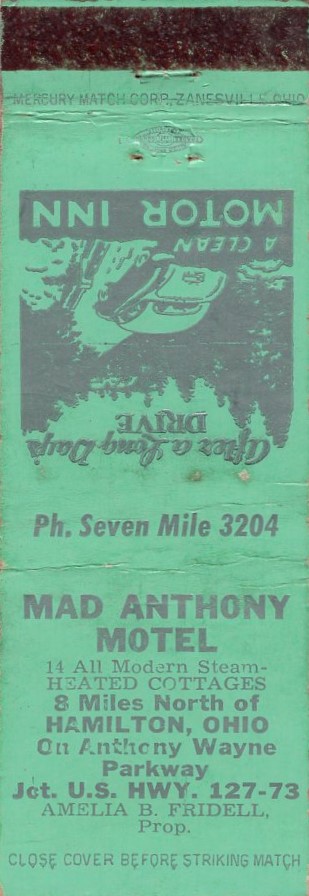 MERCURY MATCH CORP., ZANESVILLE, OHIO
After a Long Day's
DRIVE
A CLEAN
MOTOR INN
Ph. Seven Mile 3204
MAD ANTHONY
MOTEL
14 All Modern Steam-
HEATED COTTAGES
8 Miles North of
HAMILTON, OHIO
On Anthony Wayne
Parkway
Jct. U.S. HWY. 127-73
AMELIA B. FRIDELL,
Prop.
CLOSE COVER BEFORE STRIKING MATCH